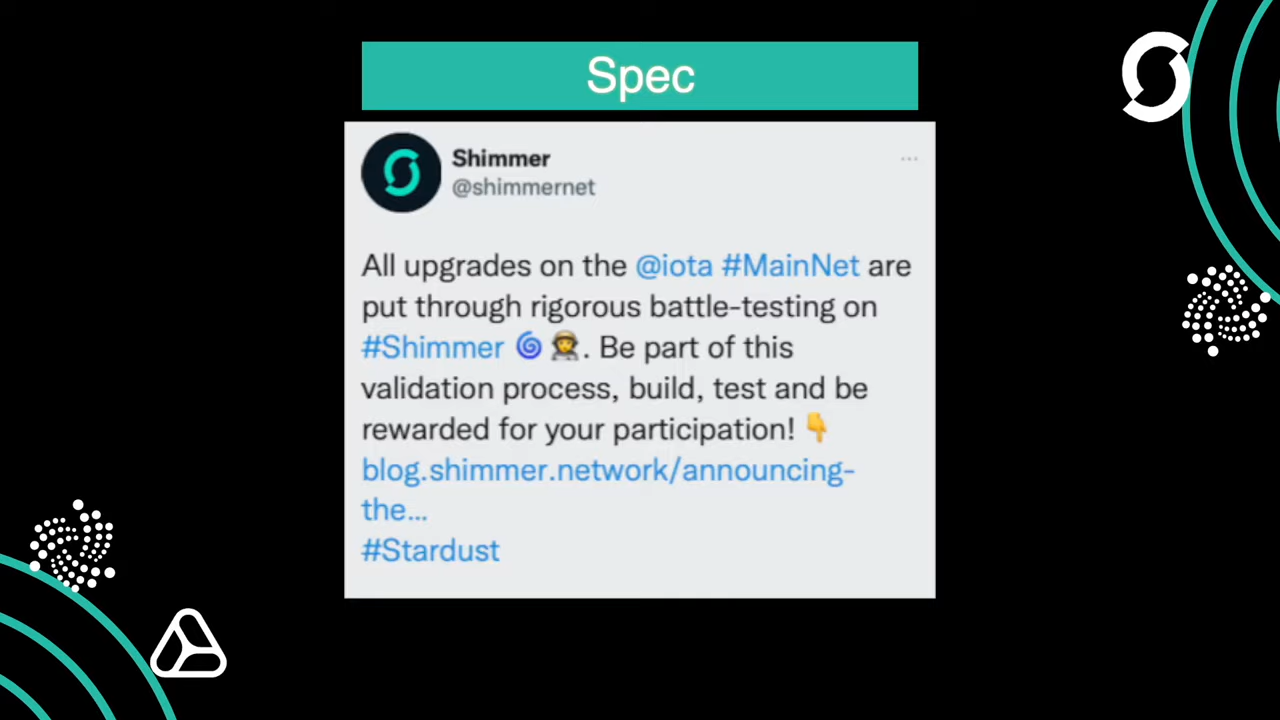 Spec
Shimmer
@shimmernet
All upgrades on the @iota #MainNet are
put through rigorous battle-testing on
#Shimmer 🌀👩‍🚀. Be part of this
validation process, build, test and be
rewarded for your participation! 👇
blog.shimmer.network/announcing-
the...
#Stardust